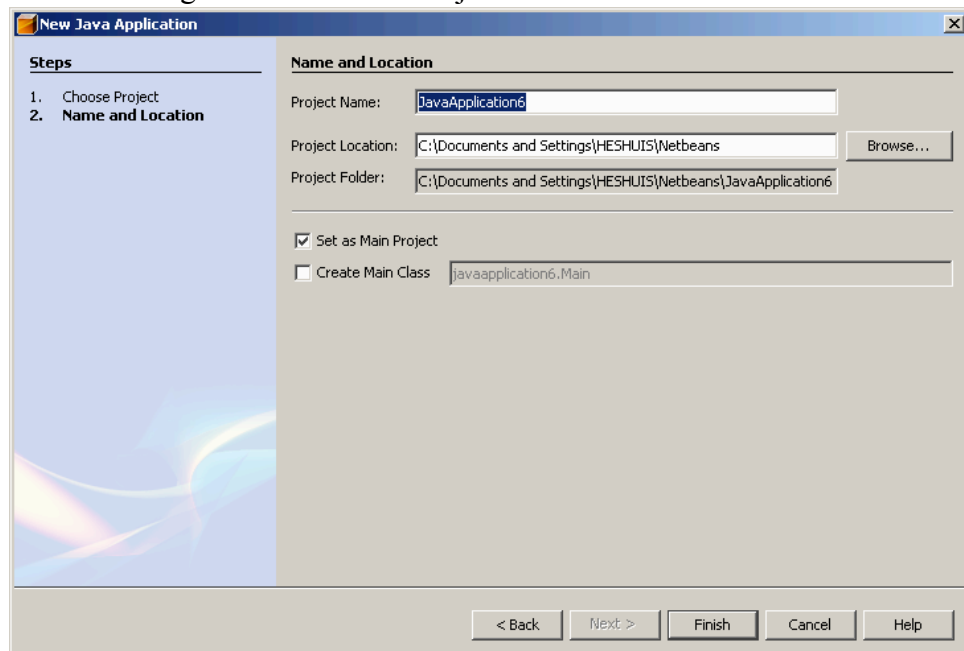 New Java Application
Steps
1. Choose Project
2. Name and Location
Name and Location
Project Name: JavaApplication6
Project Location: C:\Documents and Settings\HESHUIS\Netbeans Browse...
Project Folder: C:\Documents and Settings\HESHUIS\Netbeans\JavaApplication6
Set as Main Project
Create Main Class javaapplication6.Main
< Back Next > Finish Cancel Help